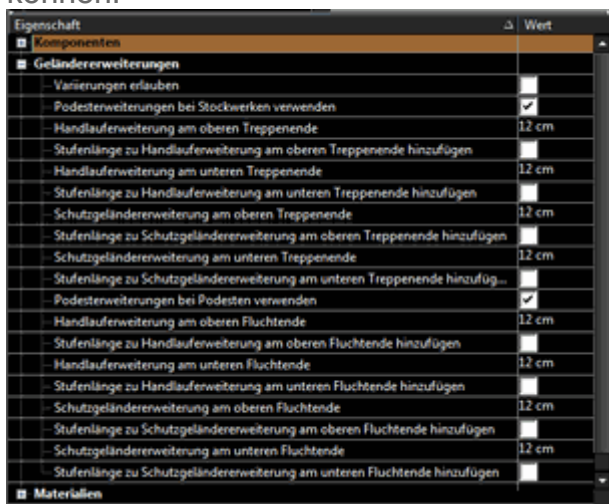 können.
Eigenschaft Wert
Komponenten
Geländererweiterungen
Variierungen erlauben
Podesterweiterungen bei Stockwerken verwenden
Handlauferweiterung am oberen Treppenende 12 cm
Stufenlänge zu Handlauferweiterung am oberen Treppenende hinzufügen
Handlauferweiterung am unteren Treppenende 12 cm
Stufenlänge zu Handlauferweiterung am unteren Treppenende hinzufügen
Schutzgeländererweiterung am oberen Treppenende 12 cm
Stufenlänge zu Schutzgeländererweiterung am oberen Treppenende hinzufügen
Schutzgeländererweiterung am unteren Treppenende 12 cm
Stufenlänge zu Schutzgeländererweiterung am unteren Treppenende hinzufüg...
Podesterweiterungen bei Podesten verwenden
Handlauferweiterung am oberen Fluchtende 12 cm
Stufenlänge zu Handlauferweiterung am oberen Fluchtende hinzufügen
Handlauferweiterung am unteren Fluchtende 12 cm
Stufenlänge zu Handlauferweiterung am unteren Fluchtende hinzufügen
Schutzgeländererweiterung am oberen Fluchtende 12 cm
Stufenlänge zu Schutzgeländererweiterung am oberen Fluchtende hinzufügen
Schutzgeländererweiterung am unteren Fluchtende 12 cm
Stufenlänge zu Schutzgeländererweiterung am unteren Fluchtende hinzufügen
Materialien